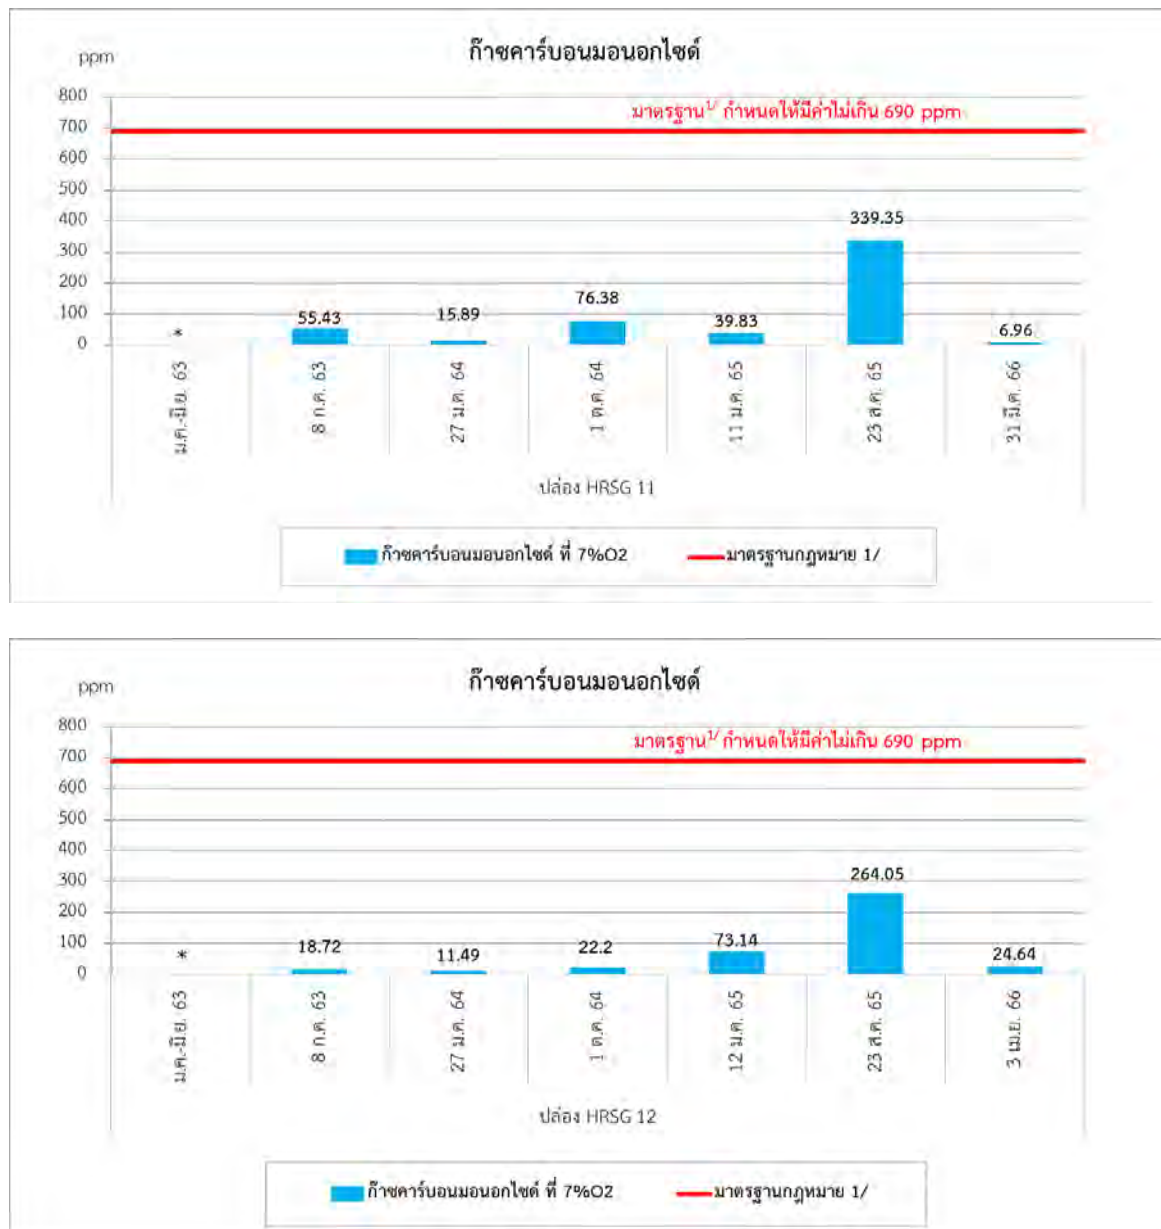 ก๊าซคาร์บอนมอนอกไซด์
ppm
มาตรฐาน1/ กำหนดให้มีค่าไม่เกิน 690 ppm
800
700
600
500
400
300
200
100
0
* 55.43 15.89 76.38 39.83 339.35 6.96
ม.ค.-มิ.ย. 63
8 ก.ค. 63
27 ม.ค. 64
1 ต.ค. 64
11 ม.ค. 65
23 ส.ค. 65
31 มี.ค. 66
ปล่อง HRSG 11
ก๊าซคาร์บอนมอนอกไซด์ ที่ 7%O2 มาตรฐานกฎหมาย 1/
ก๊าซคาร์บอนมอนอกไซด์
ppm
มาตรฐาน1/ กำหนดให้มีค่าไม่เกิน 690 ppm
800
700
600
500
400
300
200
100
0
* 18.72 11.49 22.2 73.14 264.05 24.64
ม.ค.-มิ.ย. 63
8 ก.ค. 63
27 ม.ค. 64
1 ต.ค. 64
12 ม.ค. 65
23 ส.ค. 65
3 เม.ย. 66
ปล่อง HRSG 12
ก๊าซคาร์บอนมอนอกไซด์ ที่ 7%O2 มาตรฐานกฎหมาย 1/